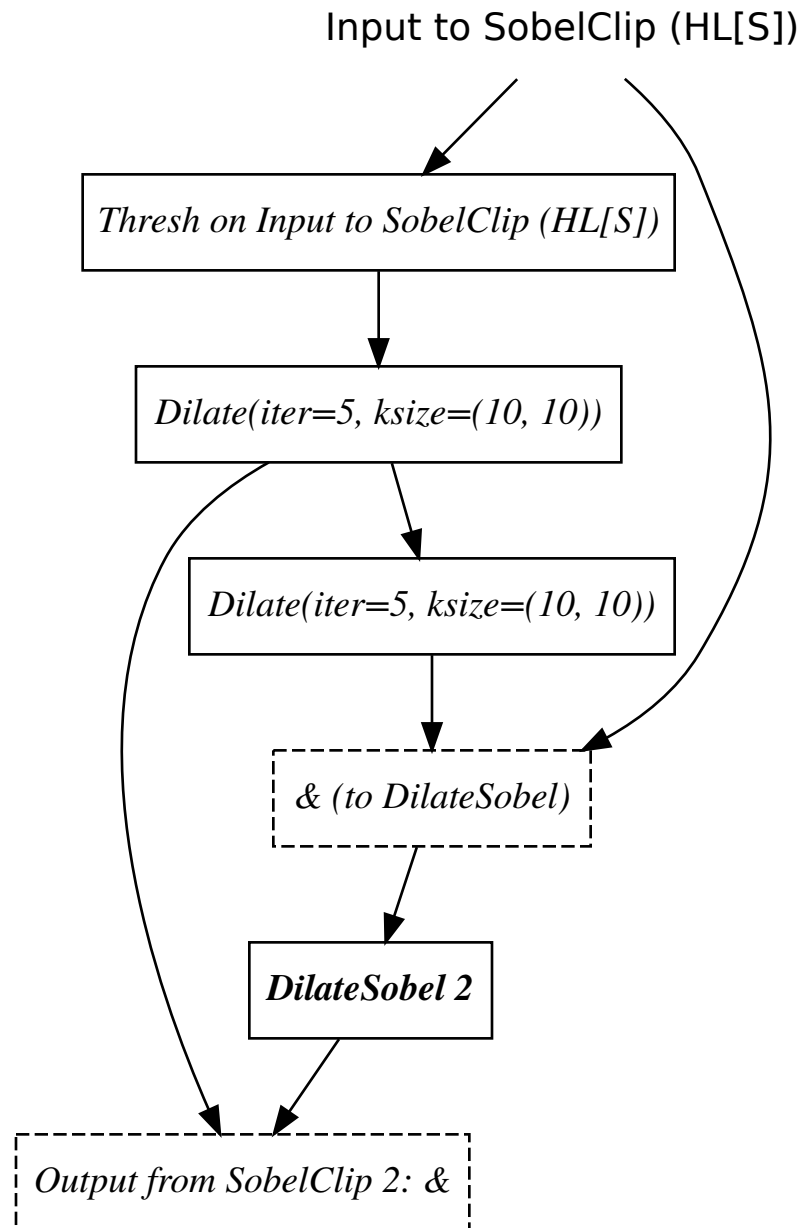 Input to SobelClip (HL[S])
Thresh on Input to SobelClip (HL[S])
Dilate(iter=5, ksize=(10, 10))
Dilate(iter=5, ksize=(10, 10))
& (to DilateSobel)
DilateSobel 2
Output from SobelClip 2: &